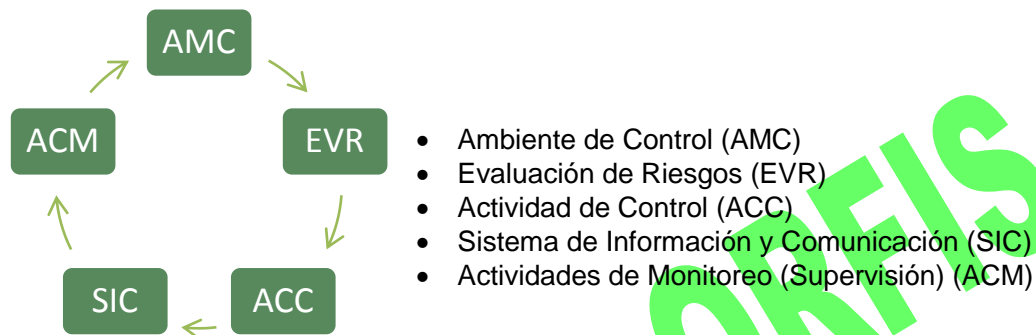 AMC
ACM
EVR
SIC
ACC
• Ambiente de Control (AMC)
• Evaluación de Riesgos (EVR)
• Actividad de Control (ACC)
• Sistema de Información y Comunicación (SIC)
• Actividades de Monitoreo (Supervisión) (ACM)
ORFIS